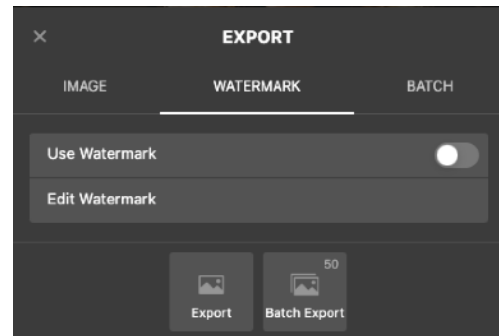 ×
EXPORT
IMAGE WATERMARK BATCH
Use Watermark
Edit Watermark
50
Export Batch Export